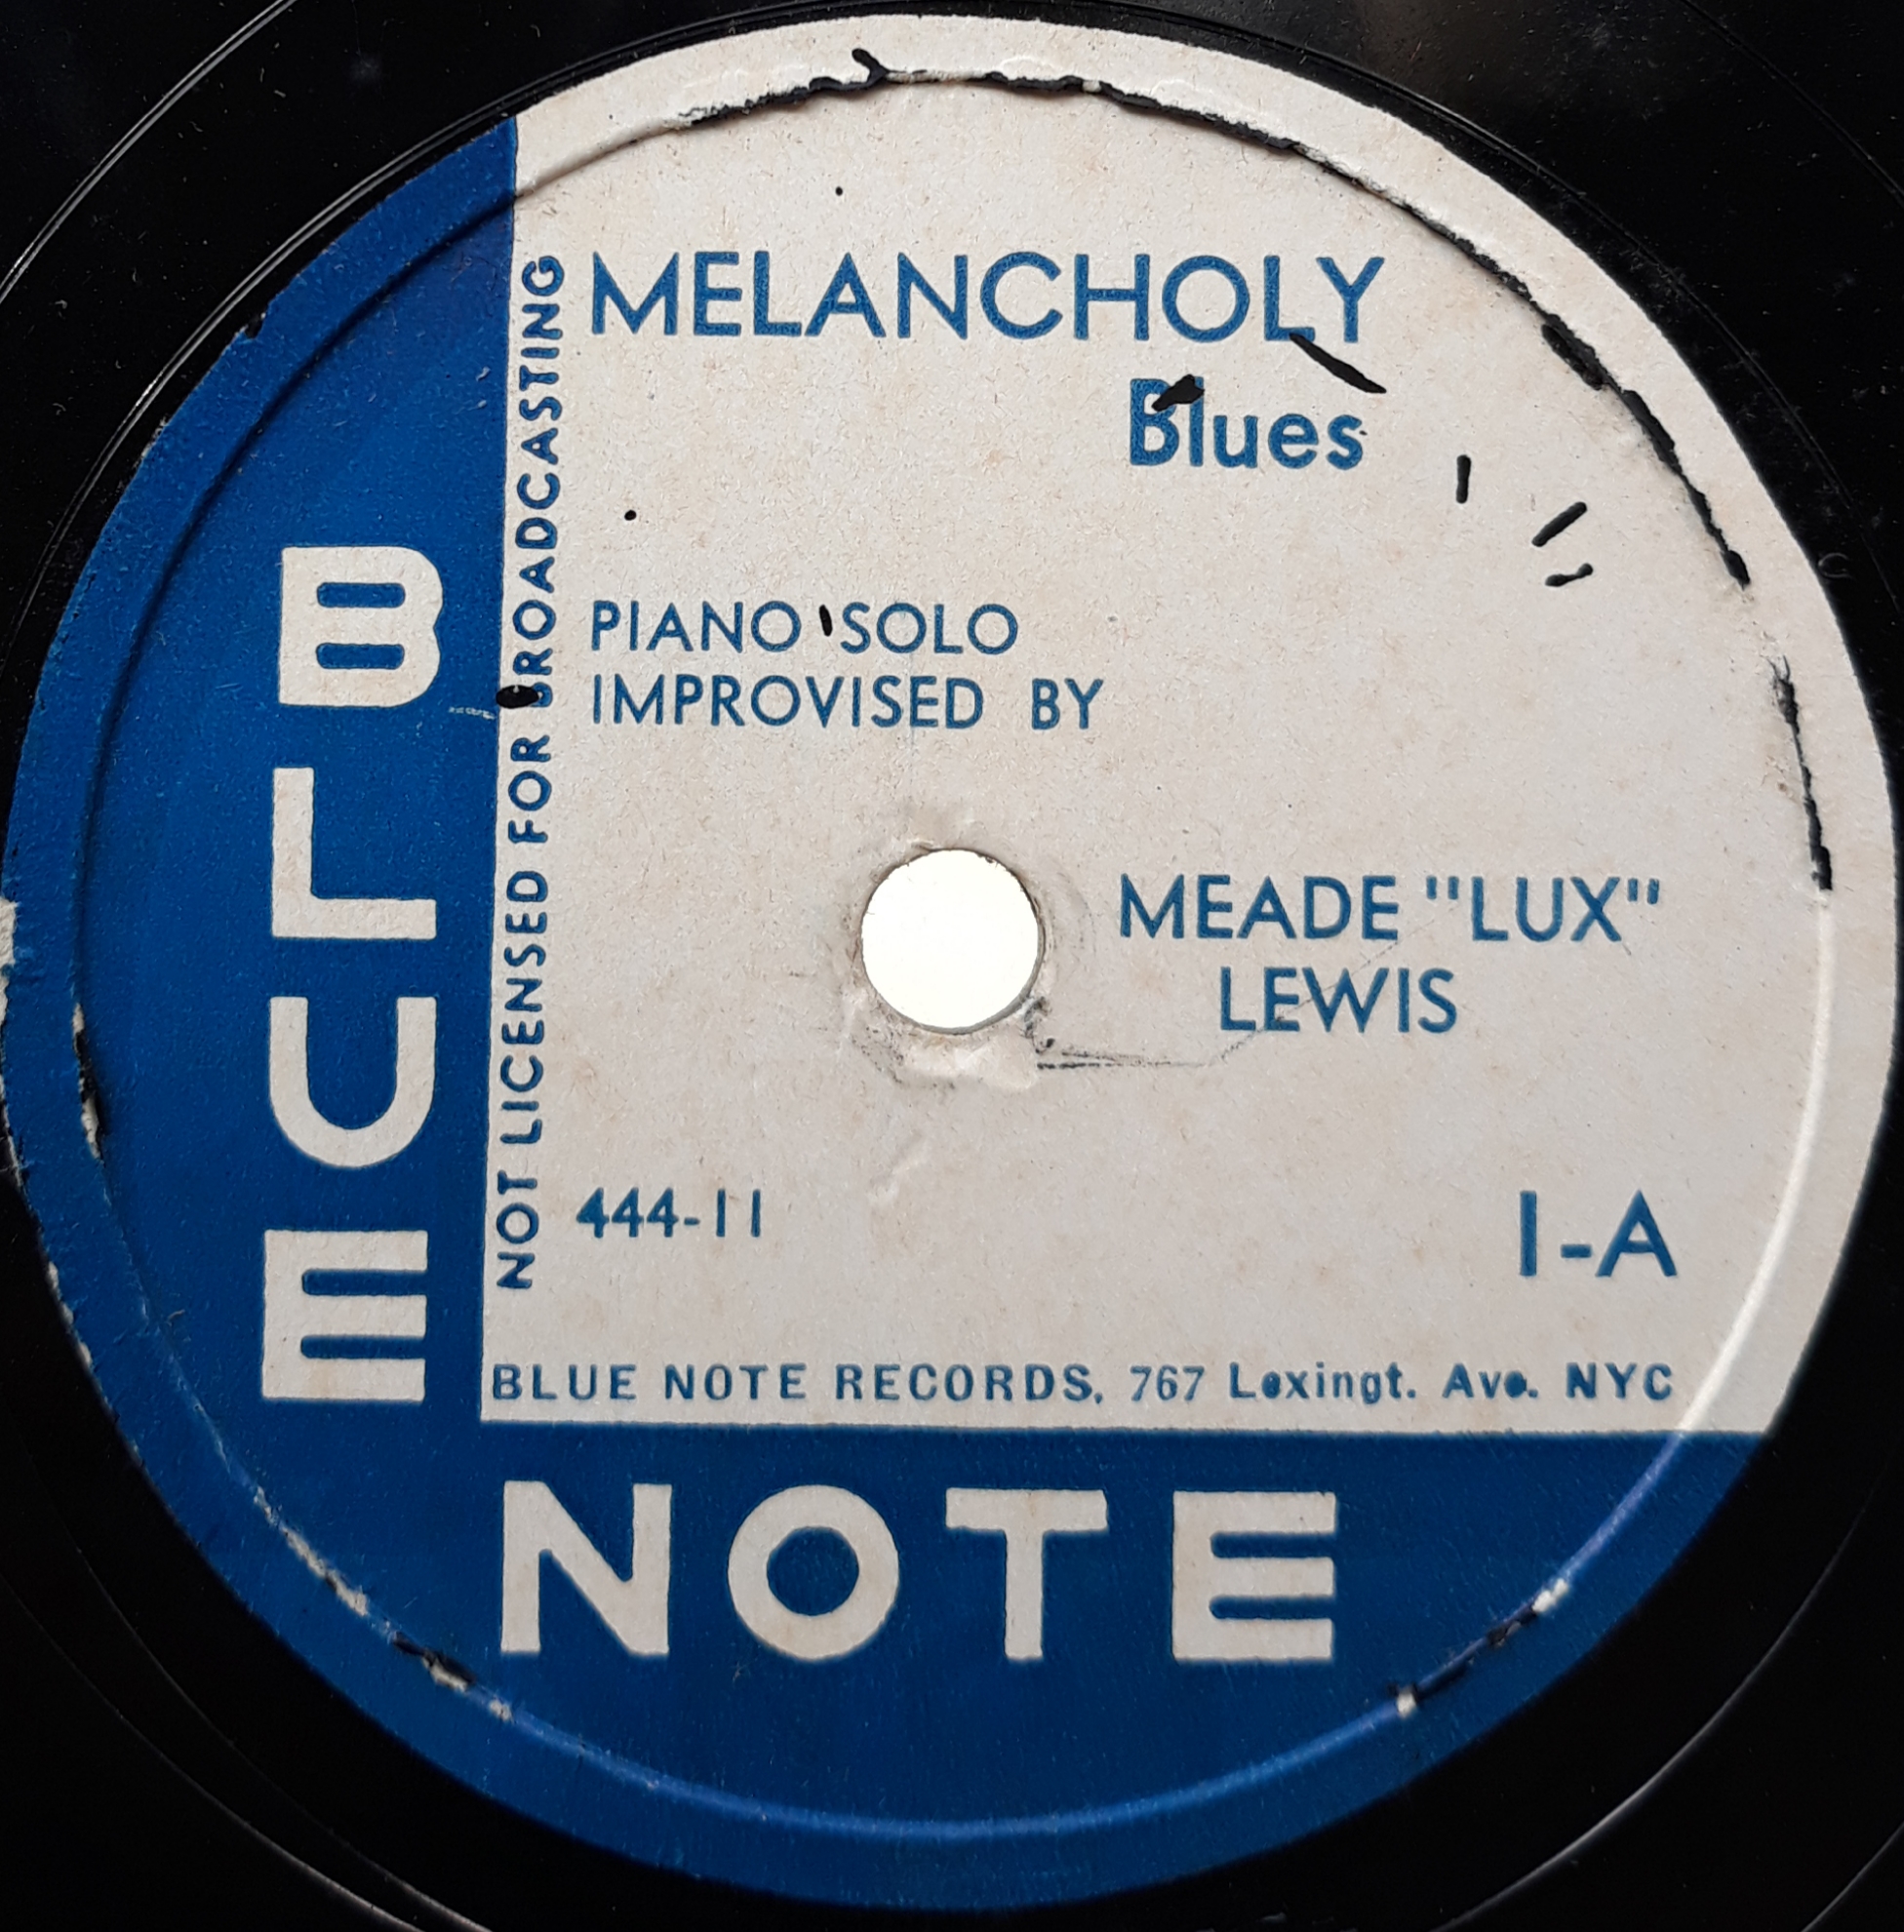 MELANCHOLY
Blues
PIANO SOLO
IMPROVISED BY
MEADE "LUX"
LEWIS
444-11
1-A
BLUE NOTE RECORDS, 767 Lexingt. Ave. NYC
NOT LICENSED FOR BROADCASTING
BLUE
NOTE